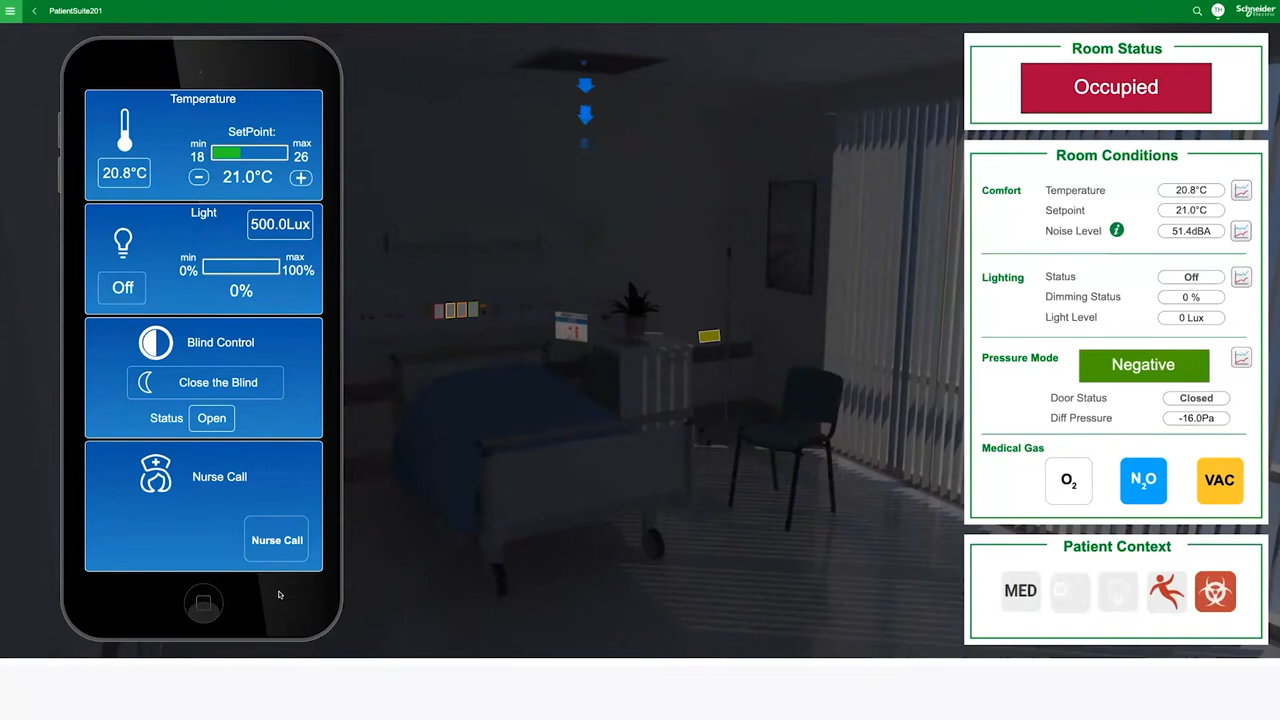 PatientSuite201
TH
Schneider
Electric
Temperature
SetPoint:
min
18
max
26
20.8°C
21.0°C
Light
500.0Lux
min
0%
max
100%
Off
0%
Blind Control
Close the Blind
Status Open
Nurse Call
Nurse Call
Room Status
Occupied
Room Conditions
Comfort Temperature 20.8°C
Setpoint 21.0°C
Noise Level i 51.4dBA
Lighting Status Off
Dimming Status 0 %
Light Level 0 Lux
Pressure Mode Negative
Door Status Closed
Diff Pressure -16.0Pa
Medical Gas
O₂ N₂O VAC
Patient Context
MED